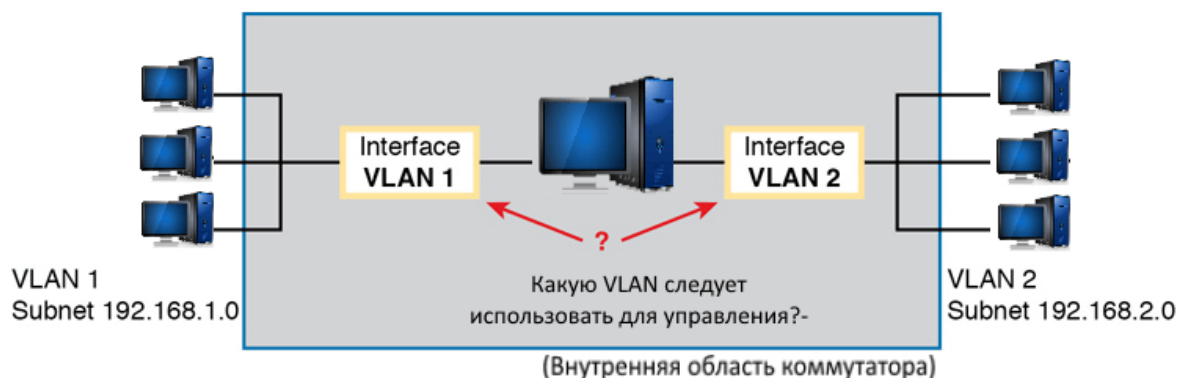 Interface
VLAN 1
Interface
VLAN 2
?
VLAN 1
Subnet 192.168.1.0
Какую VLAN следует
использовать для управления?-
VLAN 2
Subnet 192.168.2.0
(Внутренняя область коммутатора)